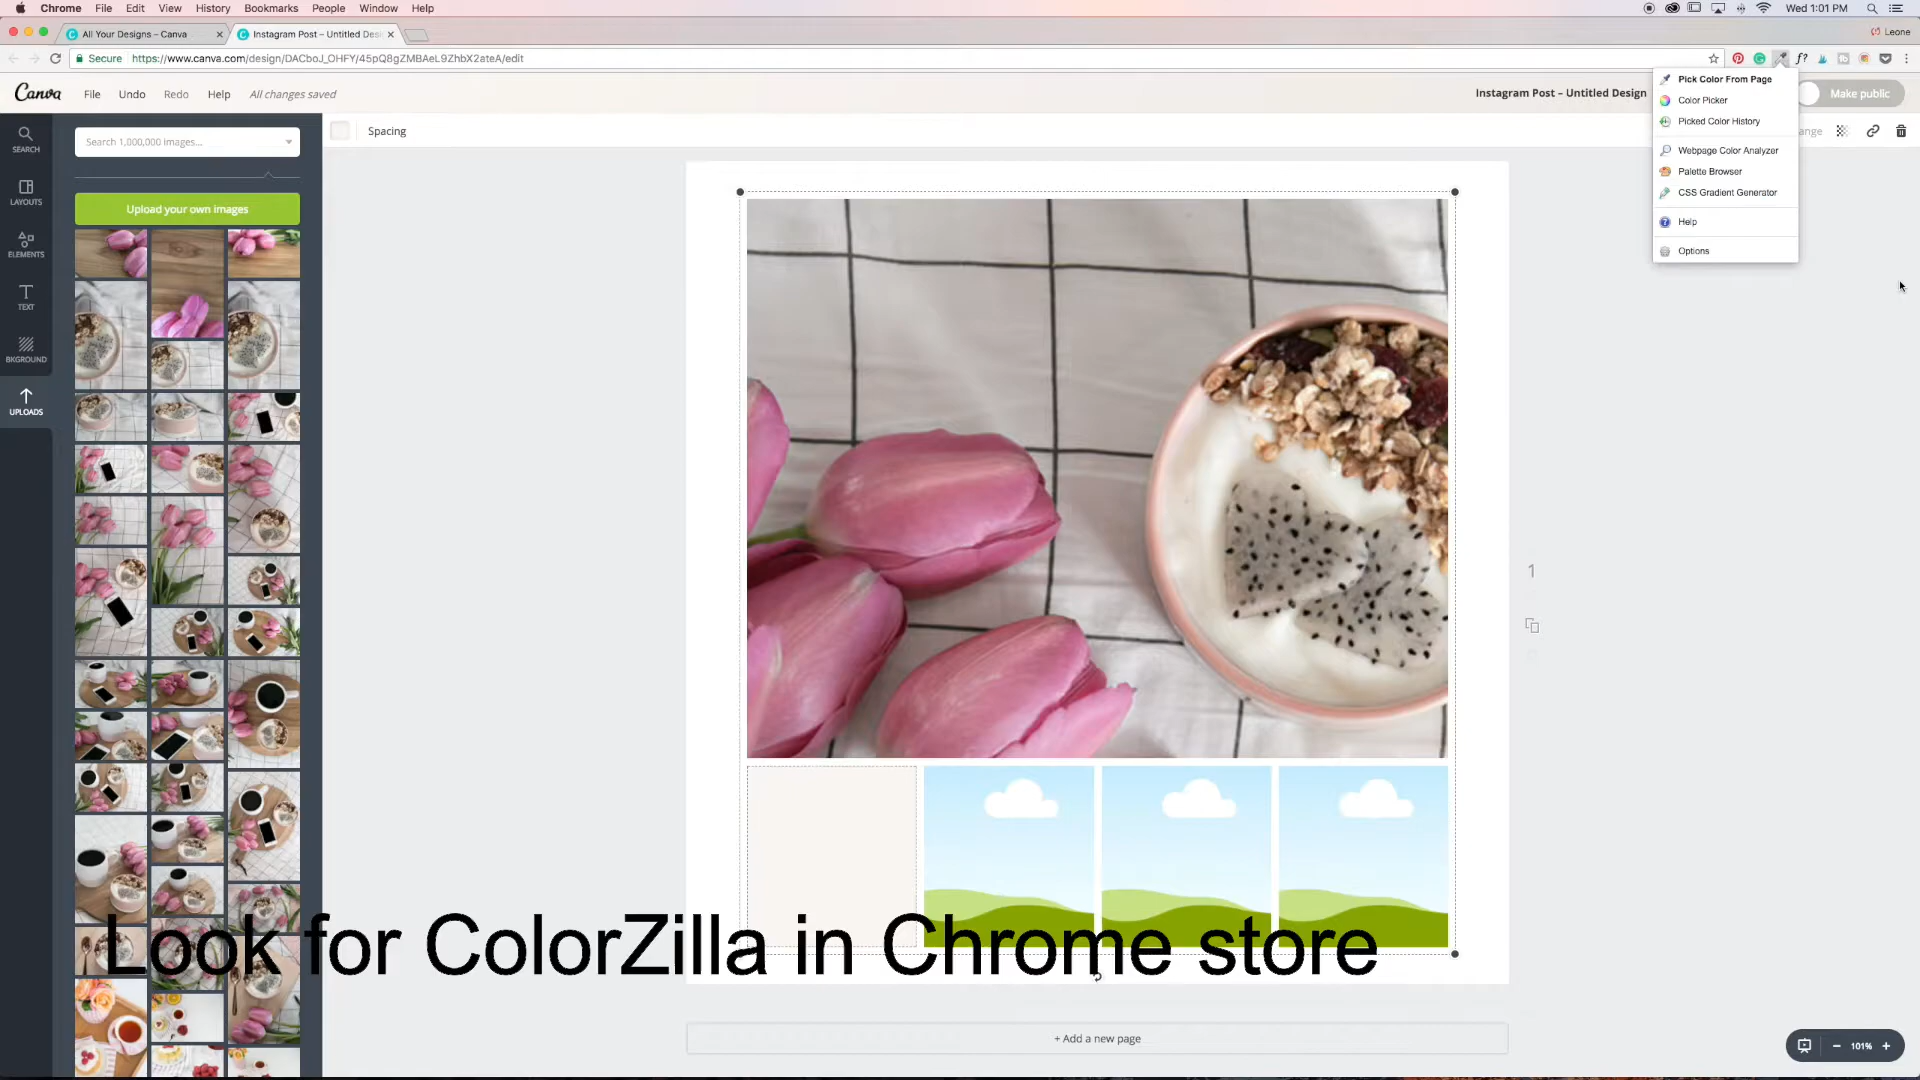 Chrome File Edit View History Bookmarks People Window Help
Wed 1:01 PM
All Your Designs – Canva
Instagram Post – Untitled Desi
Leone
Secure https://www.canva.com/design/DACboJ_OHFY/45pQ8gZMBAeL9ZhbX2ateA/edit
f?
Canva File Undo Redo Help All changes saved
Instagram Post – Untitled Design
Make public
Pick Color From Page
Color Picker
Picked Color History
Webpage Color Analyzer
Palette Browser
CSS Gradient Generator
Help
Options
Search 1,000,000 images...
Spacing
ange
SEARCH
LAYOUTS
ELEMENTS
TEXT
BKGROUND
UPLOADS
Upload your own images
1
Look for ColorZilla in Chrome store
+ Add a new page
− 101% +